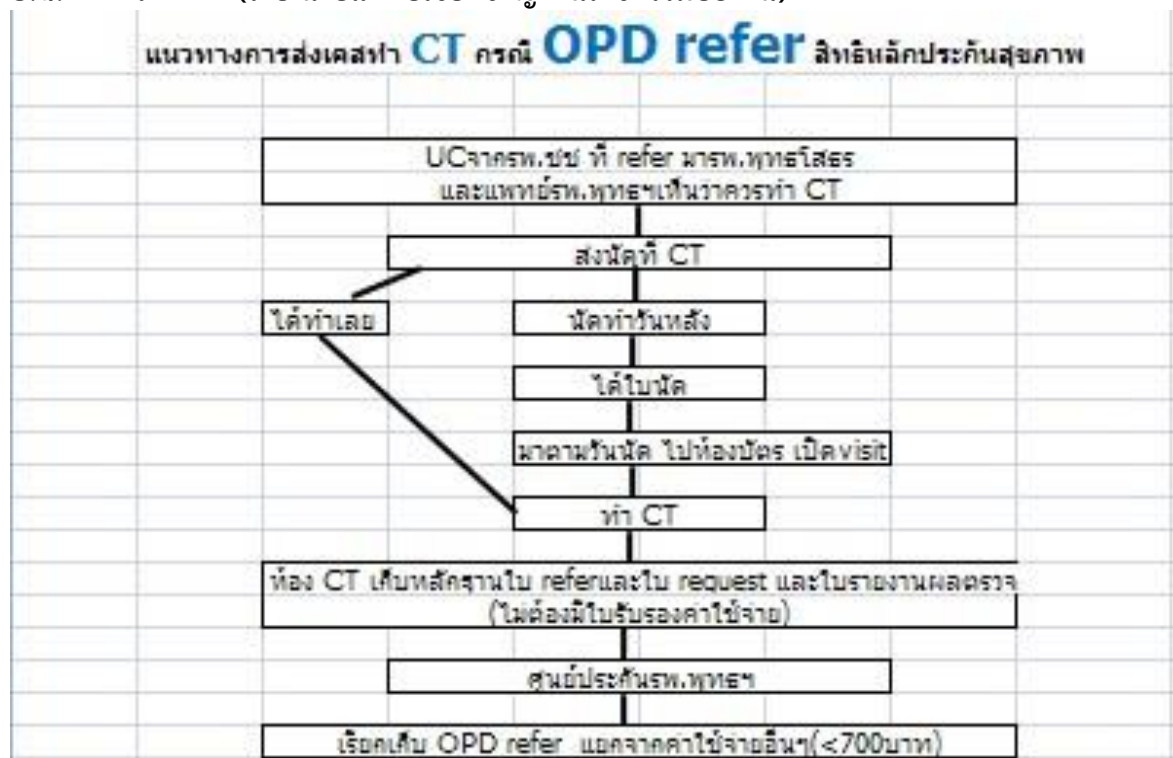 แนวทางการส่งเคสทำ CT กรณี OPD refer สิทธิหลักประกันสุขภาพ
UCจากรพ.ชช ที่ refer มารพ.พุทธโสธร
และแพทย์รพ.พุทธฯเห็นว่าควรทำ CT
ส่งนัดที่ CT
ได้ทำเลย
นัดทำวันหลัง
ได้ใบนัด
มาตามวันนัด ไปห้องบัตร เปิดvisit
ทำ CT
ห้อง CT เก็บหลักฐานใบ referและใบ request และใบรายงานผลตรวจ
(ไม่ต้องมีใบรับรองค่าใช้จ่าย)
ศูนย์ประกันรพ.พุทธฯ
เรียกเก็บ OPD refer แยกจากค่าใช้จ่ายอื่นๆ(<700บาท)